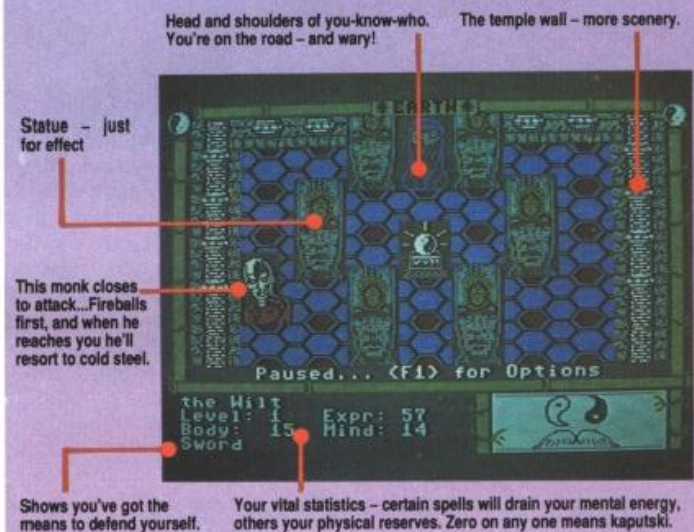 Head and shoulders of you-know-who.
You're on the road – and wary!
The temple wall – more scenery.
Statue – just
for effect
This monk closes
to attack...Fireballs
first, and when he
reaches you he'll
resort to cold steel.
EARTH
Paused... (F1) for Options
the Wilt
Level: 1 Expr: 57
Body: 15 Mind: 14
Sword
Shows you've got the
means to defend yourself.
Your vital statistics – certain spells will drain your mental energy,
others your physical reserves. Zero on any one means kaputski.